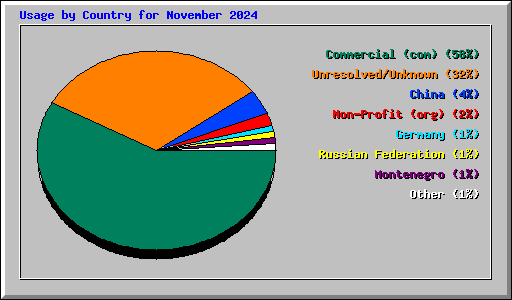 Usage by Country for November 2024
Commercial (com) (58%)
Unresolved/Unknown (32%)
China (4%)
Non-Profit (org) (2%)
Germany (1%)
Russian Federation (1%)
Montenegro (1%)
Other (1%)